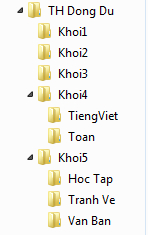 TH Dong Du
Khoi1
Khoi2
Khoi3
Khoi4
TiengViet
Toan
Khoi5
Hoc Tap
Tranh Ve
Van Ban